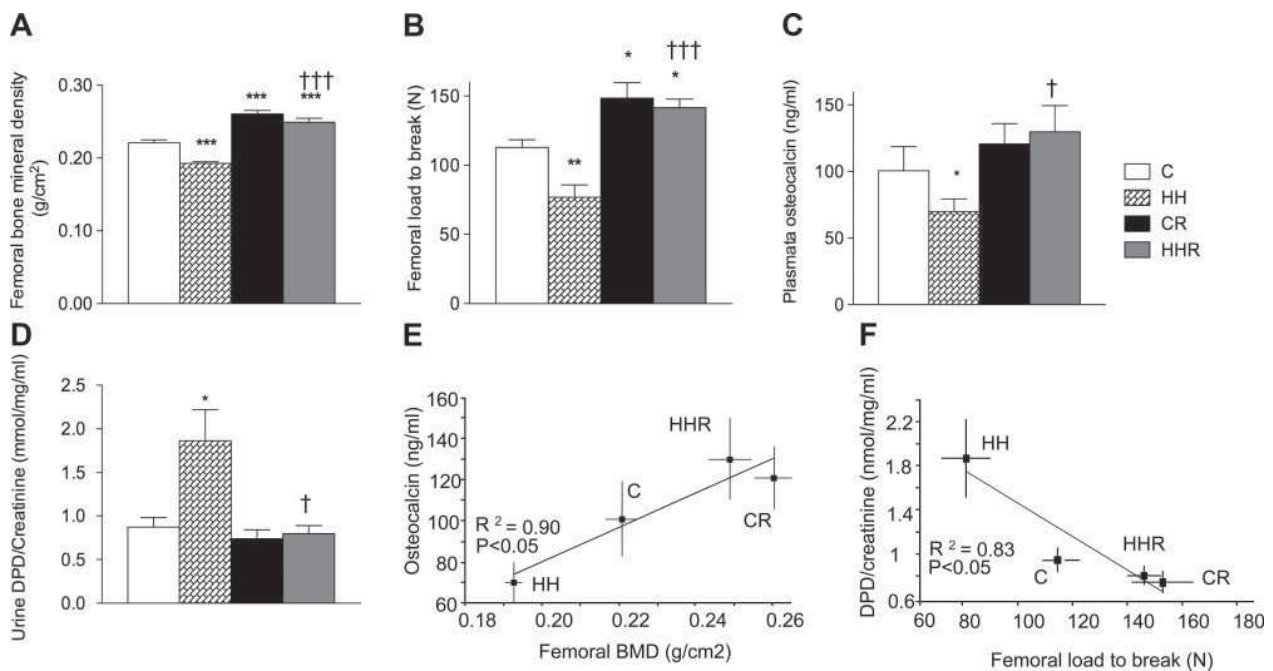 A
Femoral bone mineral density
(g/cm²)
0.30
0.20
0.10
0.00
***
***
†††
***
B
Femoral load to break (N)
150
100
50
0
**
*
†††
*
C
Plasmata osteocalcin (ng/ml)
150
100
50
0
*
†
C
HH
CR
HHR
D
Urine DPD/Creatinine (mmol/mg/ml)
2.5
2.0
1.5
1.0
0.5
0.0
*
†
E
Osteocalcin (ng/ml)
160
140
120
100
80
60
HHR
C
CR
R² = 0.90
P<0.05
HH
0.18 0.20 0.22 0.24 0.26
Femoral BMD (g/cm2)
F
DPD/creatinine (nmol/mg/ml)
2.2
1.8
1.4
1
0.6
HH
R² = 0.83
P<0.05
C
HHR
CR
60 80 100 120 140 160 180
Femoral load to break (N)